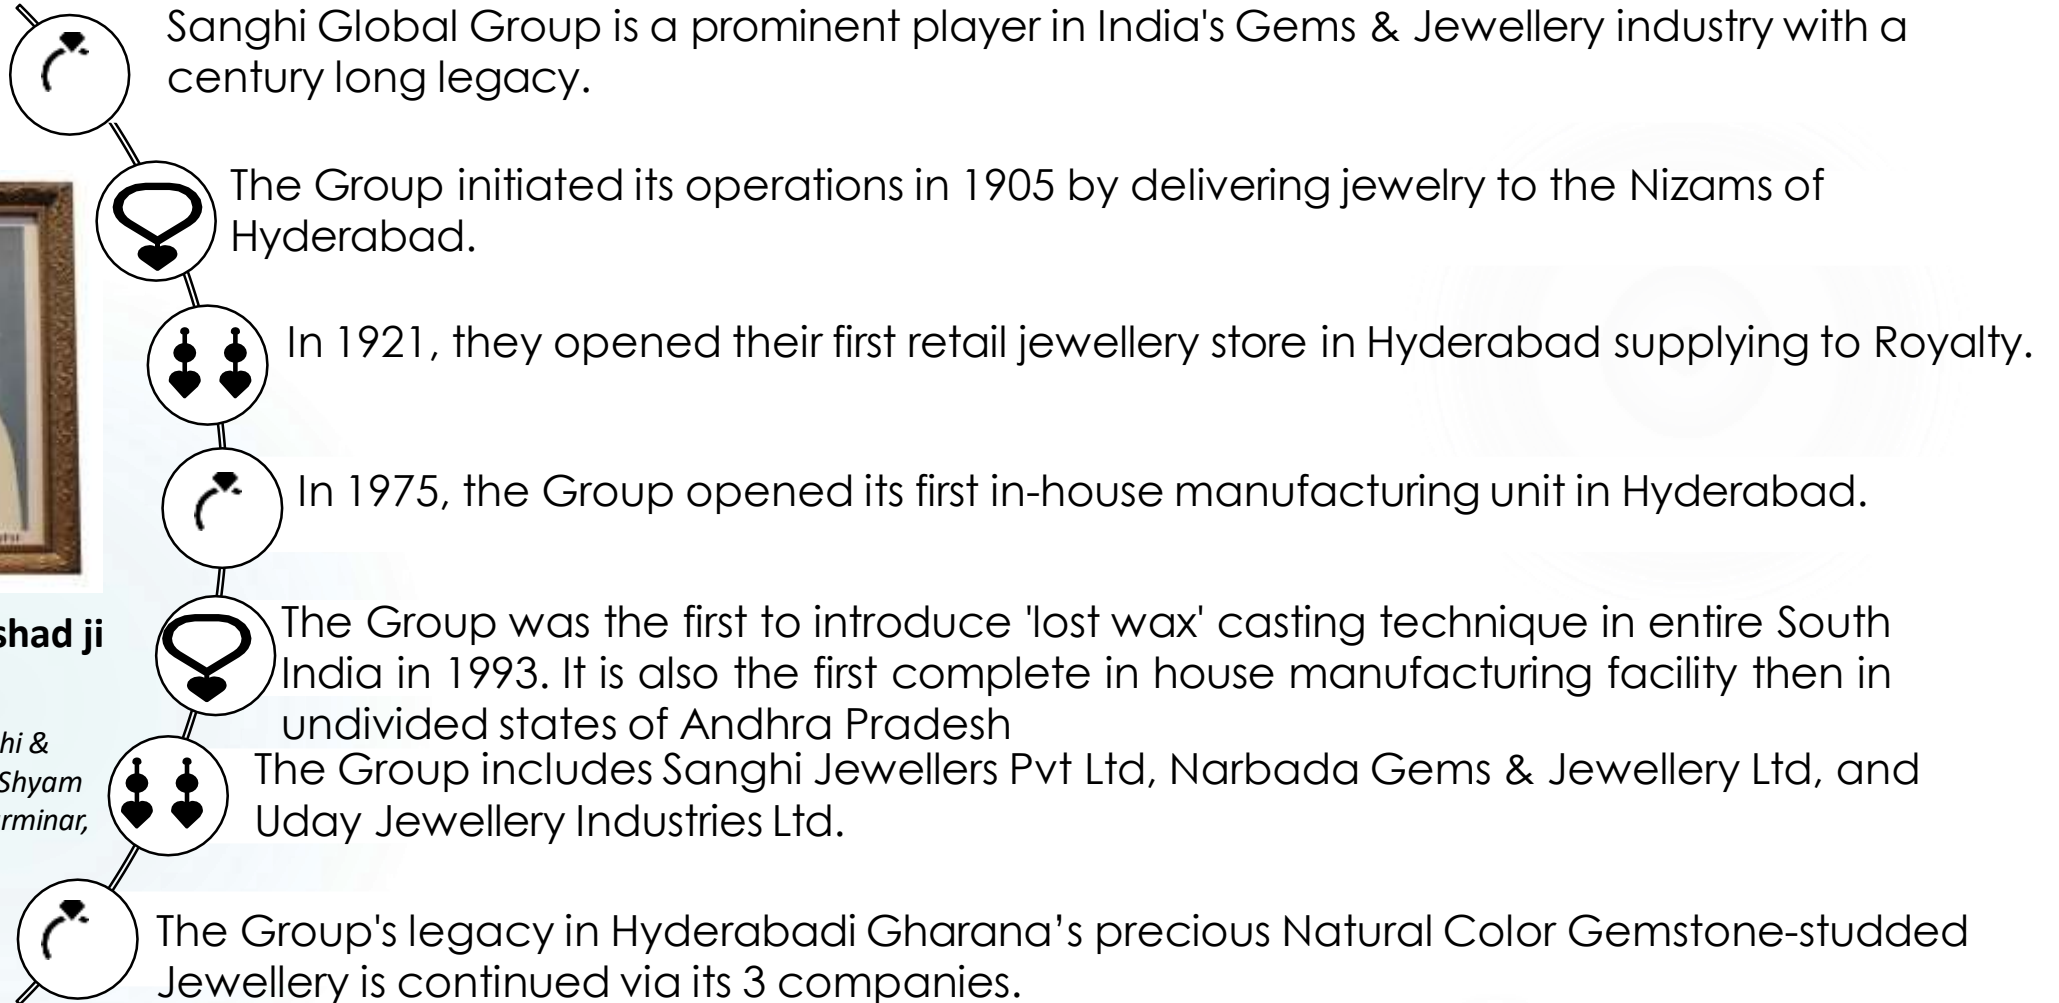 Sanghi Global Group is a prominent player in India's Gems & Jewellery industry with a
century long legacy.
The Group initiated its operations in 1905 by delivering jewelry to the Nizams of
Hyderabad.
In 1921, they opened their first retail jewellery store in Hyderabad supplying to Royalty.
In 1975, the Group opened its first in-house manufacturing unit in Hyderabad.
The Group was the first to introduce 'lost wax' casting technique in entire South
India in 1993. It is also the first complete in house manufacturing facility then in
undivided states of Andhra Pradesh
The Group includes Sanghi Jewellers Pvt Ltd, Narbada Gems & Jewellery Ltd, and
Uday Jewellery Industries Ltd.
The Group's legacy in Hyderabadi Gharana’s precious Natural Color Gemstone-studded
Jewellery is continued via its 3 companies.
shad ji
hi &
Shyam
rminar,